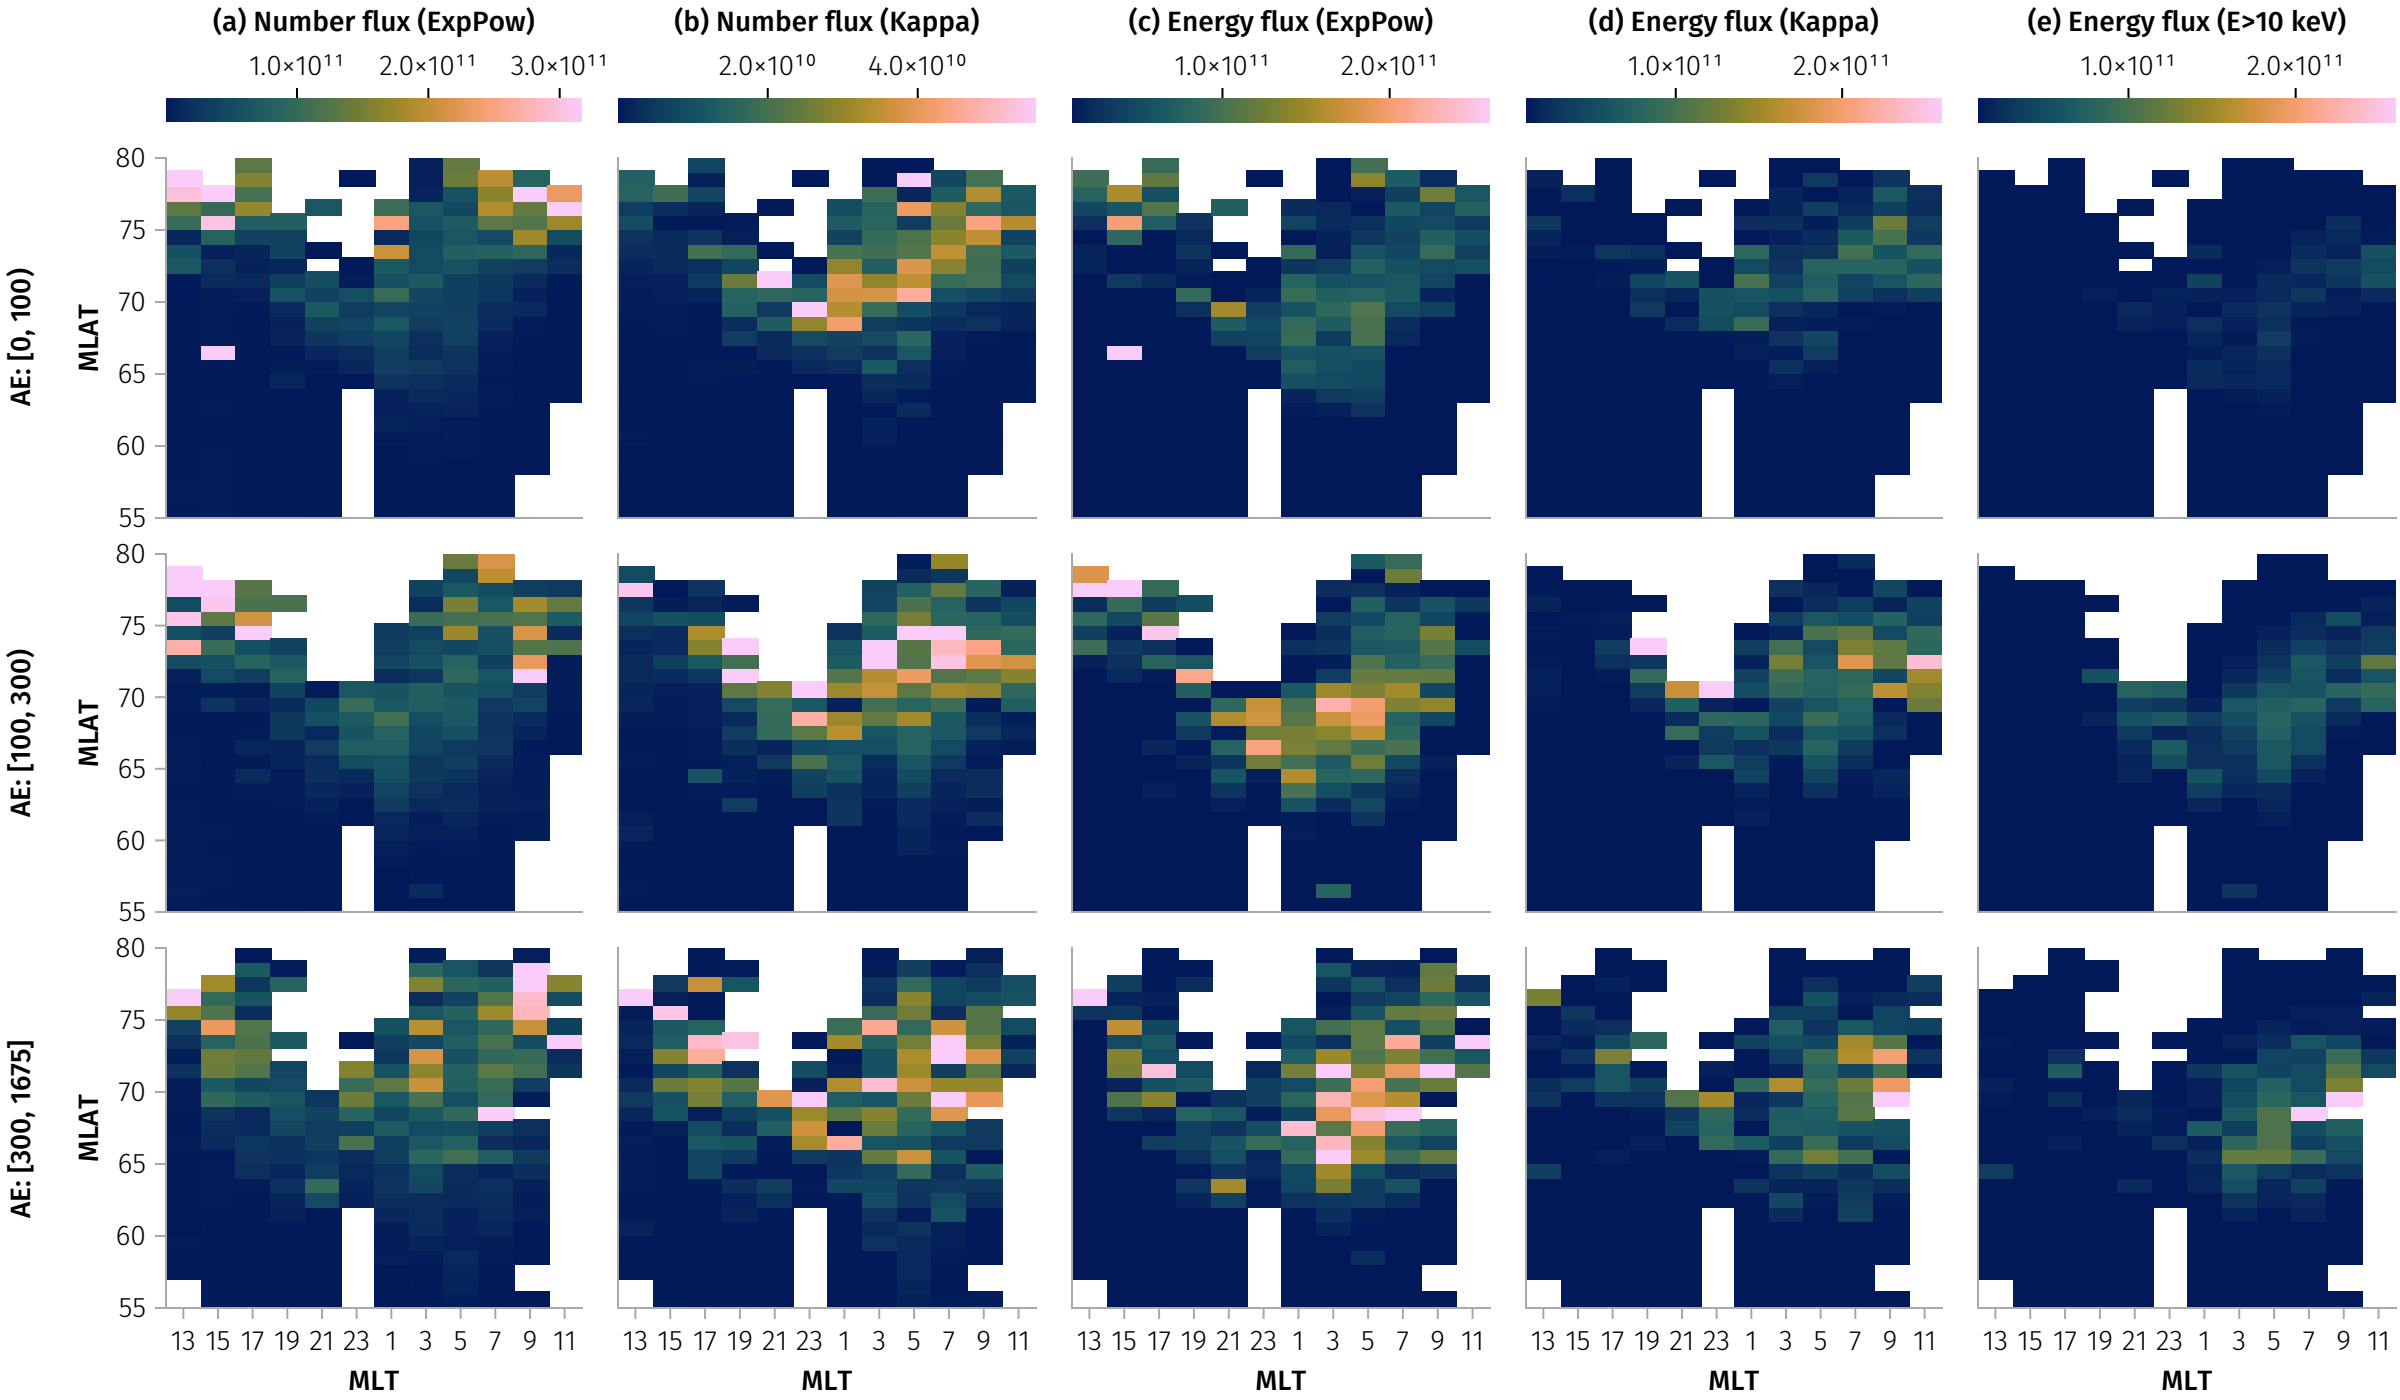 (a) Number flux (ExpPow) (b) Number flux (Kappa) (c) Energy flux (ExpPow) (d) Energy flux (Kappa) (e) Energy flux (E>10 keV)
1.0×10¹¹ 2.0×10¹¹ 3.0×10¹¹ 2.0×10¹⁰ 4.0×10¹⁰ 1.0×10¹¹ 2.0×10¹¹ 1.0×10¹¹ 2.0×10¹¹ 1.0×10¹¹ 2.0×10¹¹
AE: [0, 100)
MLAT
80
75
70
65
60
55
AE: [100, 300)
MLAT
80
75
70
65
60
55
AE: [300, 1675]
MLAT
80
75
70
65
60
55
13 15 17 19 21 23 1 3 5 7 9 11 13 15 17 19 21 23 1 3 5 7 9 11 13 15 17 19 21 23 1 3 5 7 9 11 13 15 17 19 21 23 1 3 5 7 9 11 13 15 17 19 21 23 1 3 5 7 9 11
MLT MLT MLT MLT MLT